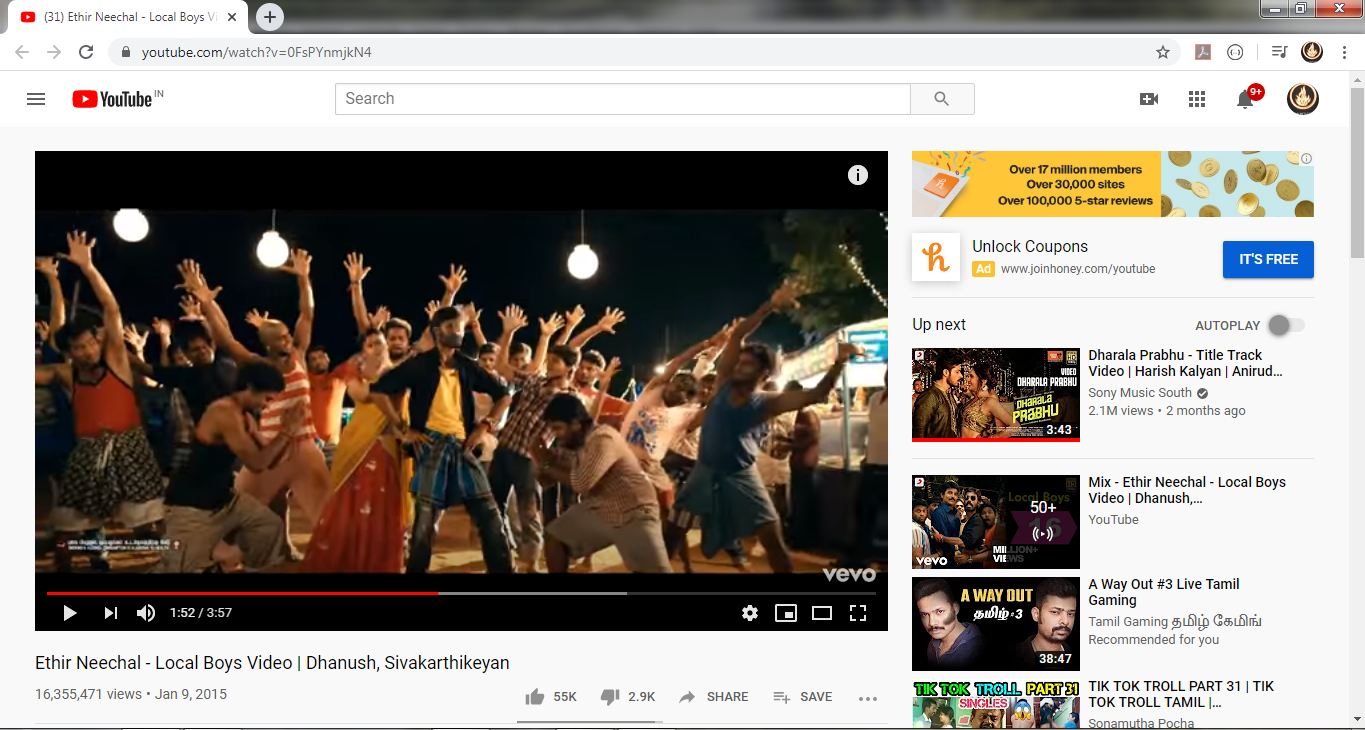 (31) Ethir Neechal - Local Boys Vi
youtube.com/watch?v=0FsPYnmjkN4
YouTube IN
Search
9+
vevo
1:52 / 3:57
Ethir Neechal - Local Boys Video | Dhanush, Sivakarthikeyan
16,355,471 views • Jan 9, 2015
55K
2.9K
SHARE
SAVE
Over 17 million members
Over 30,000 sites
Over 100,000 5-star reviews
Unlock Coupons
Ad www.joinhoney.com/youtube
IT'S FREE
Up next
AUTOPLAY
VIDEO
DHARALA PRABHU
DHARALA
PRABHU
3:43
Dharala Prabhu - Title Track
Video | Harish Kalyan | Anirud...
Sony Music South
2.1M views • 2 months ago
Local Boys
50+
16
MILLION+
VIEWS
vevo
Mix - Ethir Neechal - Local Boys
Video | Dhanush,...
YouTube
A WAY OUT
தமிழ் #3
38:47
A Way Out #3 Live Tamil
Gaming
Tamil Gaming தமிழ் கேமிங்
Recommended for you
TIK TOK TROLL PART 31
SINGLES
TIK TOK TROLL PART 31 | TIK
TOK TROLL TAMIL |...
Sonamutha Pocha